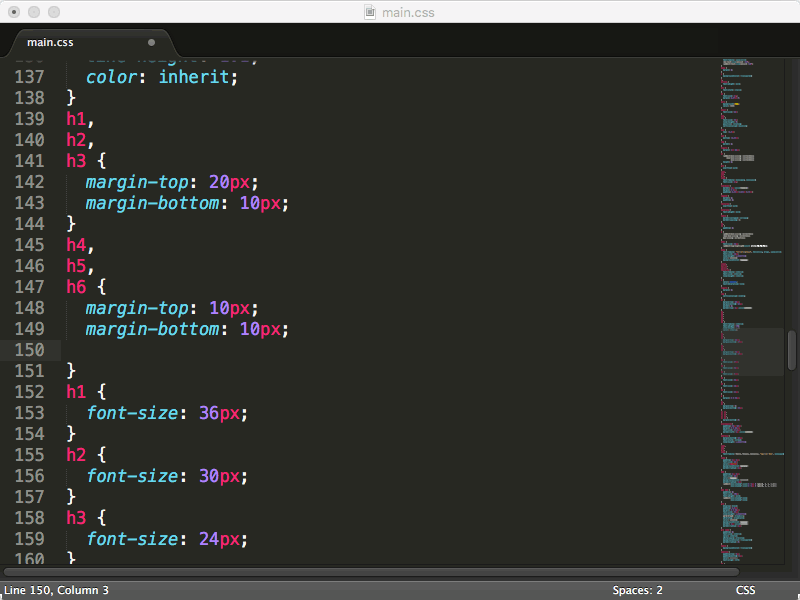 main.css
main.css
137 color: inherit;
138 }
139 h1,
140 h2,
141 h3 {
142 margin-top: 20px;
143 margin-bottom: 10px;
144 }
145 h4,
146 h5,
147 h6 {
148 margin-top: 10px;
149 margin-bottom: 10px;
150
151 }
152 h1 {
153 font-size: 36px;
154 }
155 h2 {
156 font-size: 30px;
157 }
158 h3 {
159 font-size: 24px;
160 }
Line 150, Column 3 Spaces: 2 CSS